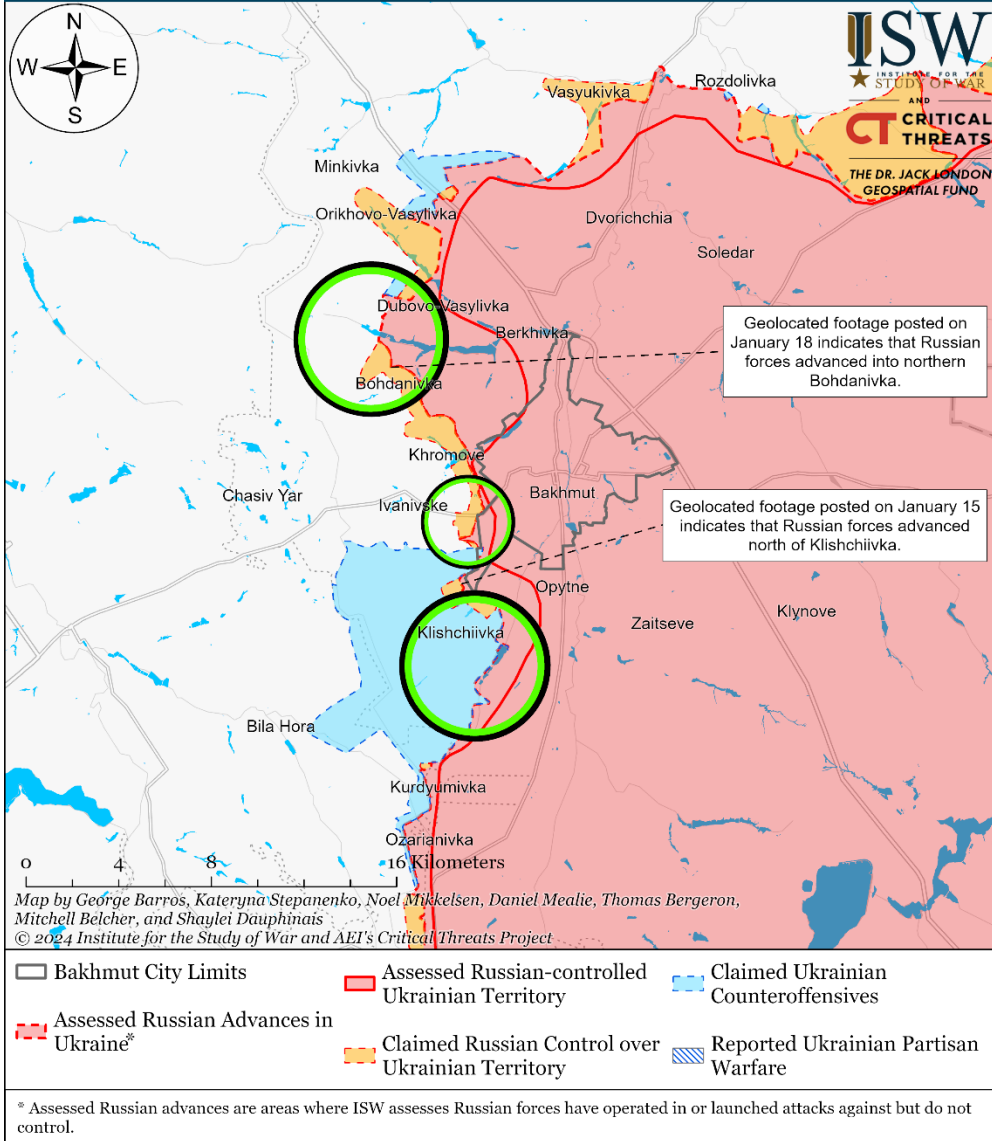 N
W
E
S
ISW
INSTITUTE FOR THE
STUDY OF WAR
AND
CT CRITICAL
THREATS
THE DR. JACK LONDON
GEOSPATIAL FUND
Vasyukivka
Rozdolivka
Minkivka
Orikhovo-Vasylivka
Dvorichchia
Soledar
Dubovo-Vasylivka
Berkhivka
Geolocated footage posted on
January 18 indicates that Russian
forces advanced into northern
Bohdanivka.
Bohdanivka
Khromove
Chasiv Yar
Ivanivske
Bakhmut
Geolocated footage posted on January 15
indicates that Russian forces advanced
north of Klishchiivka.
Opytne
Klishchiivka
Zaitseve
Klynove
Bila Hora
Kurdyumivka
Ozarianivka
0 4 8 16 Kilometers
Map by George Barros, Kateryna Stepanenko, Noel Mikkelsen, Daniel Mealie, Thomas Bergeron,
Mitchell Belcher, and Shaylei Dauphinais
© 2024 Institute for the Study of War and AEI's Critical Threats Project
Bakhmut City Limits
Assessed Russian Advances in
Ukraine*
Assessed Russian-controlled
Ukrainian Territory
Claimed Russian Control over
Ukrainian Territory
Claimed Ukrainian
Counteroffensives
Reported Ukrainian Partisan
Warfare
* Assessed Russian advances are areas where ISW assesses Russian forces have operated in or launched attacks against but do not
control.